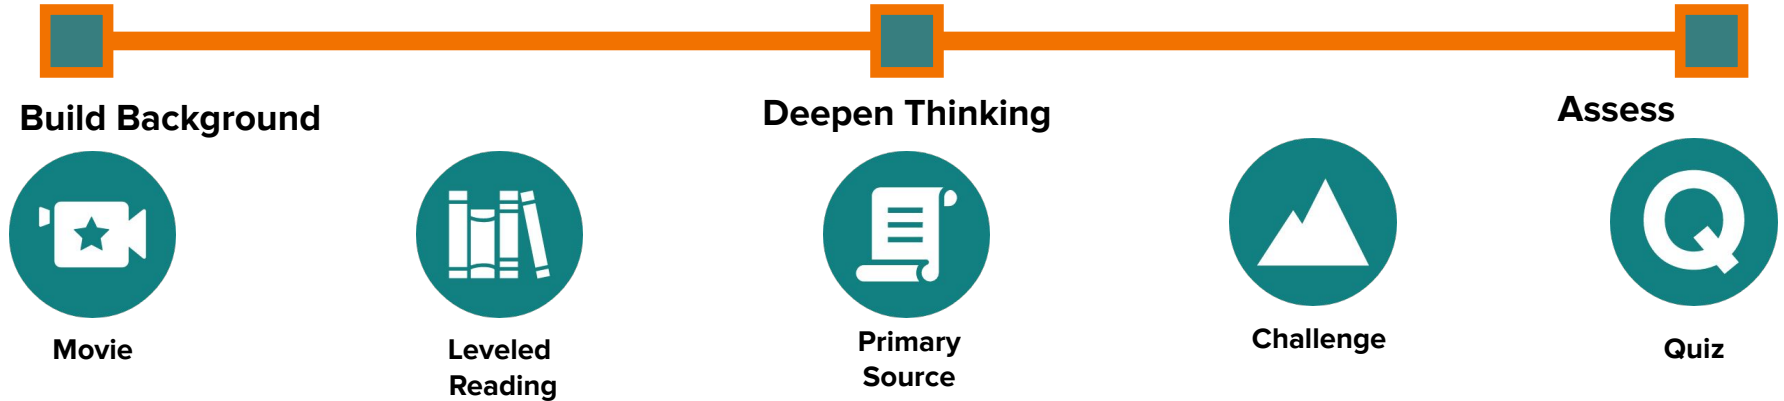 Build Background
Deepen Thinking
Assess
Movie
Leveled
Reading
Primary
Source
Challenge
Q
Quiz